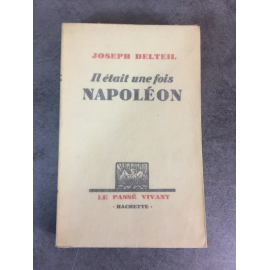 JOSEPH DELTEIL
Il était une fois
NAPOLÉON
LE PASSÉ VIVANT
- HACHETTE -